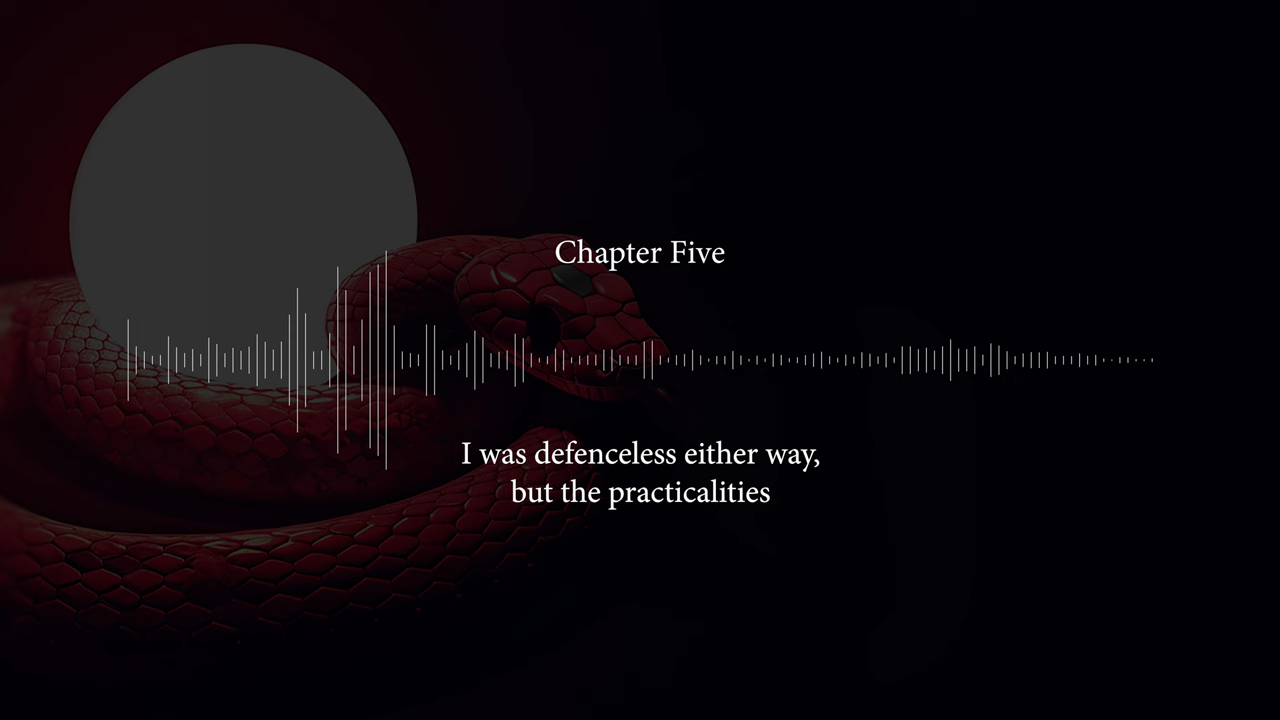 Chapter Five
I was defenceless either way,
but the practicalities